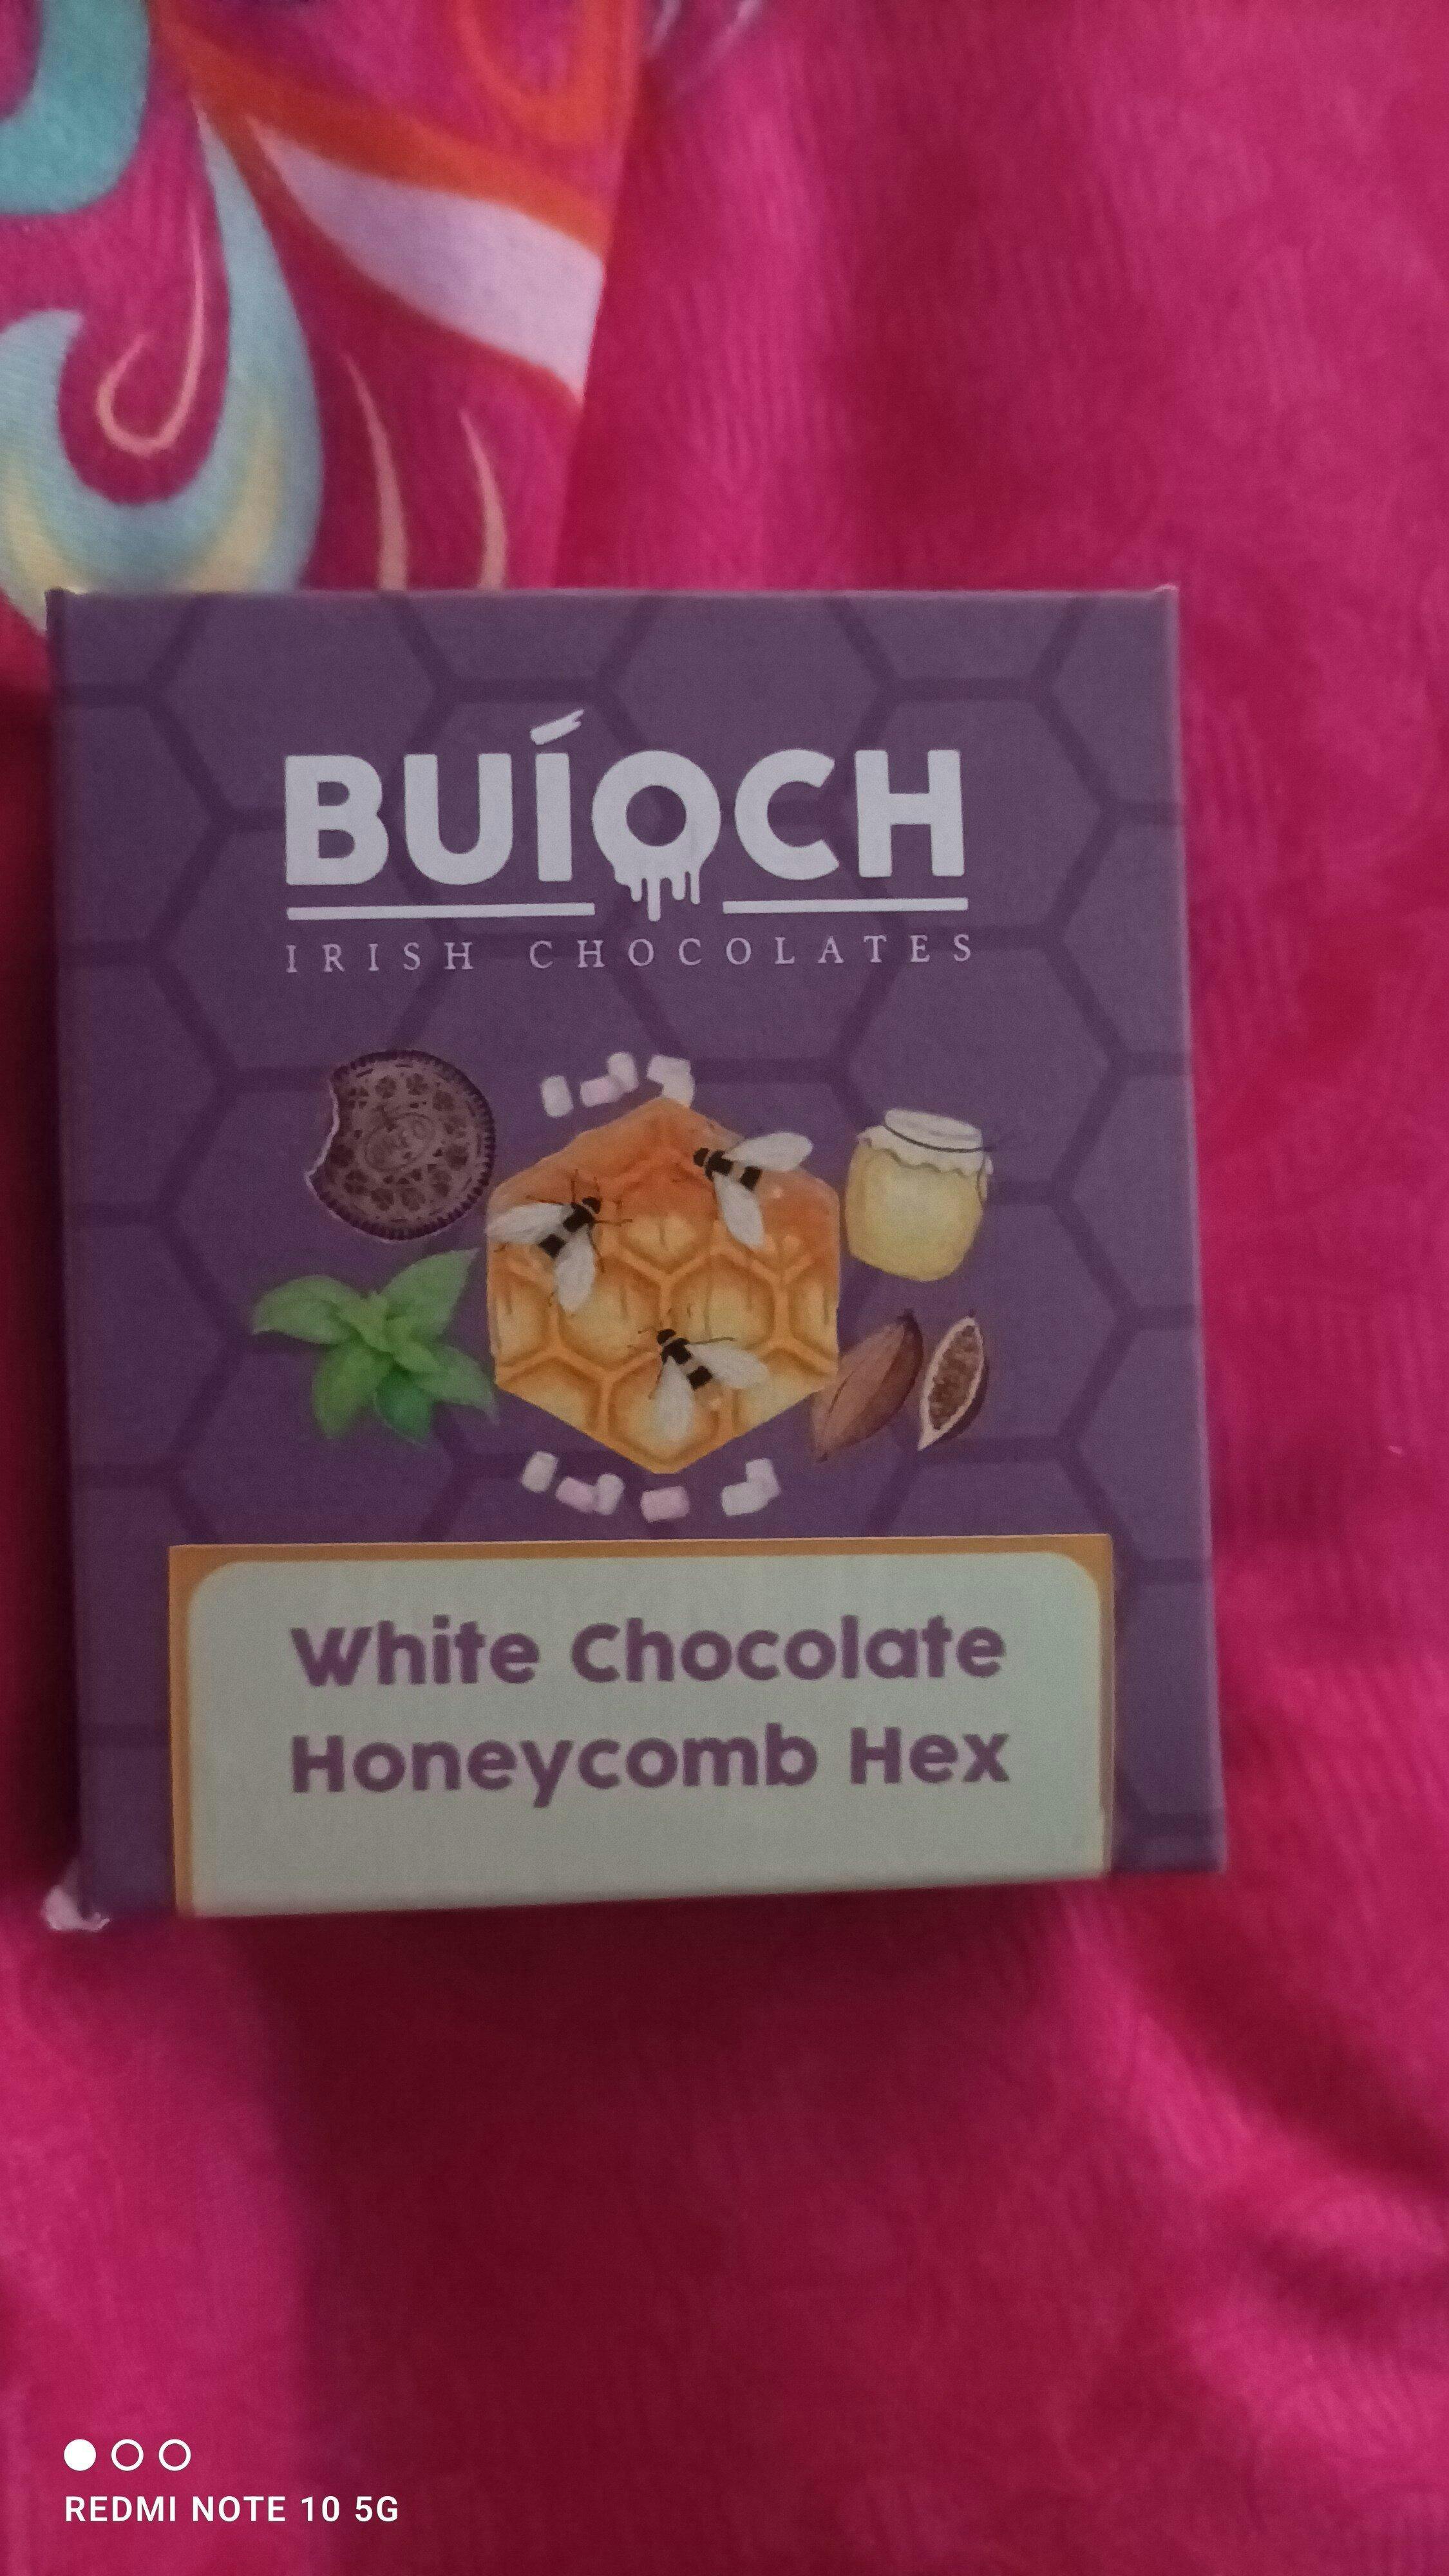 BUÍOCH
IRISH CHOCOLATES
White Chocolate
Honeycomb Hex
REDMI NOTE 10 5G